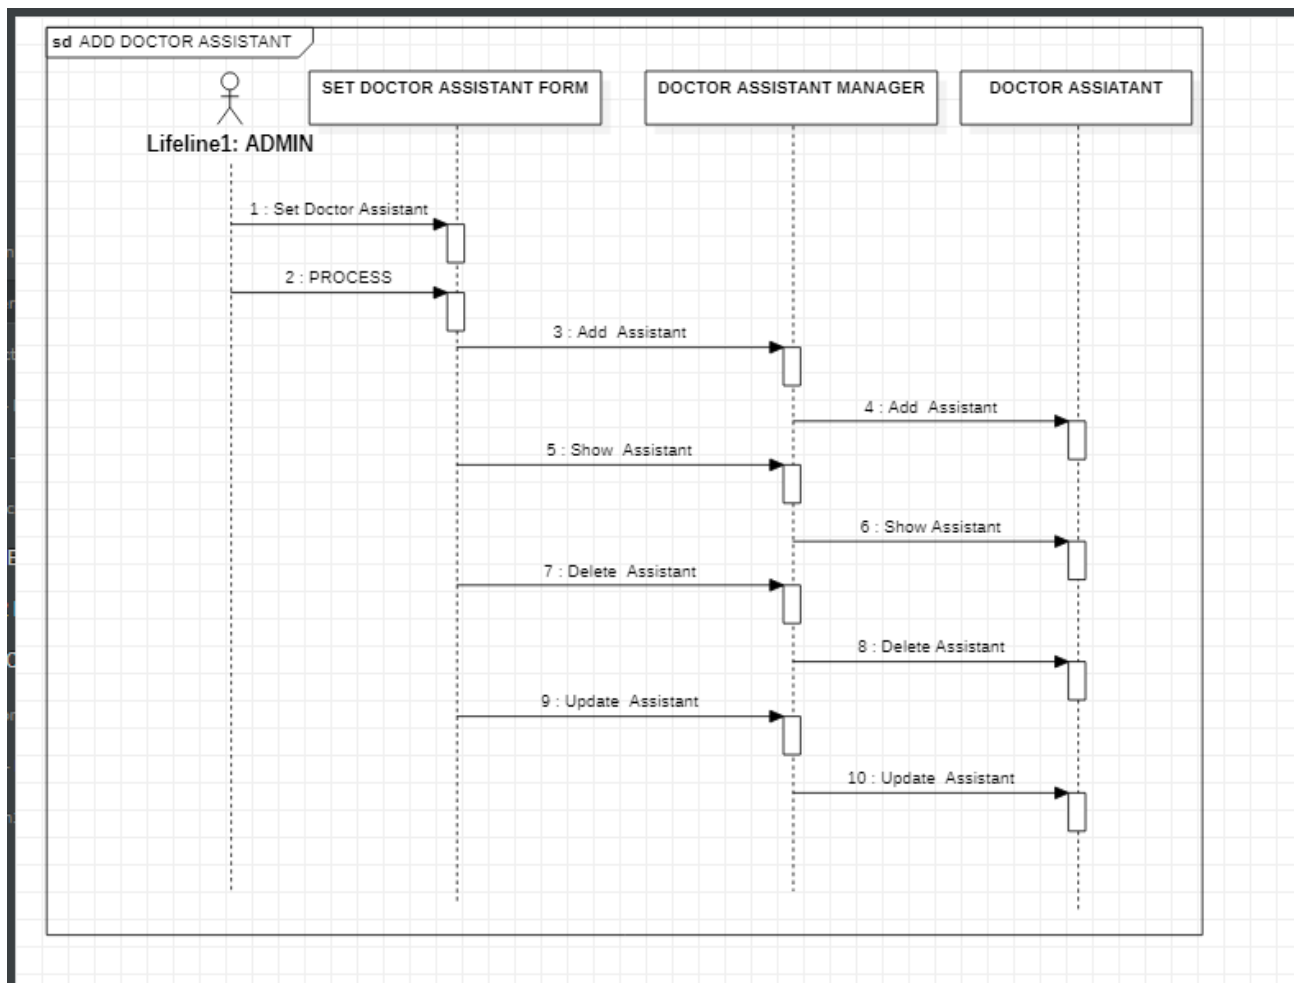 sd ADD DOCTOR ASSISTANT
SET DOCTOR ASSISTANT FORM
DOCTOR ASSISTANT MANAGER
DOCTOR ASSIATANT
Lifeline1: ADMIN
1 : Set Doctor Assistant
2 : PROCESS
3 : Add Assistant
4 : Add Assistant
5 : Show Assistant
6 : Show Assistant
7 : Delete Assistant
8 : Delete Assistant
9 : Update Assistant
10 : Update Assistant